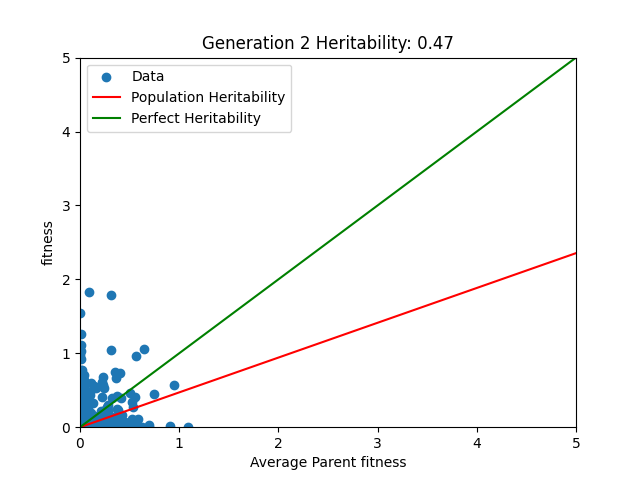 Generation 2 Heritability: 0.47
Data
Population Heritability
Perfect Heritability
5
4
3
2
1
0
fitness
0 1 2 3 4 5
Average Parent fitness